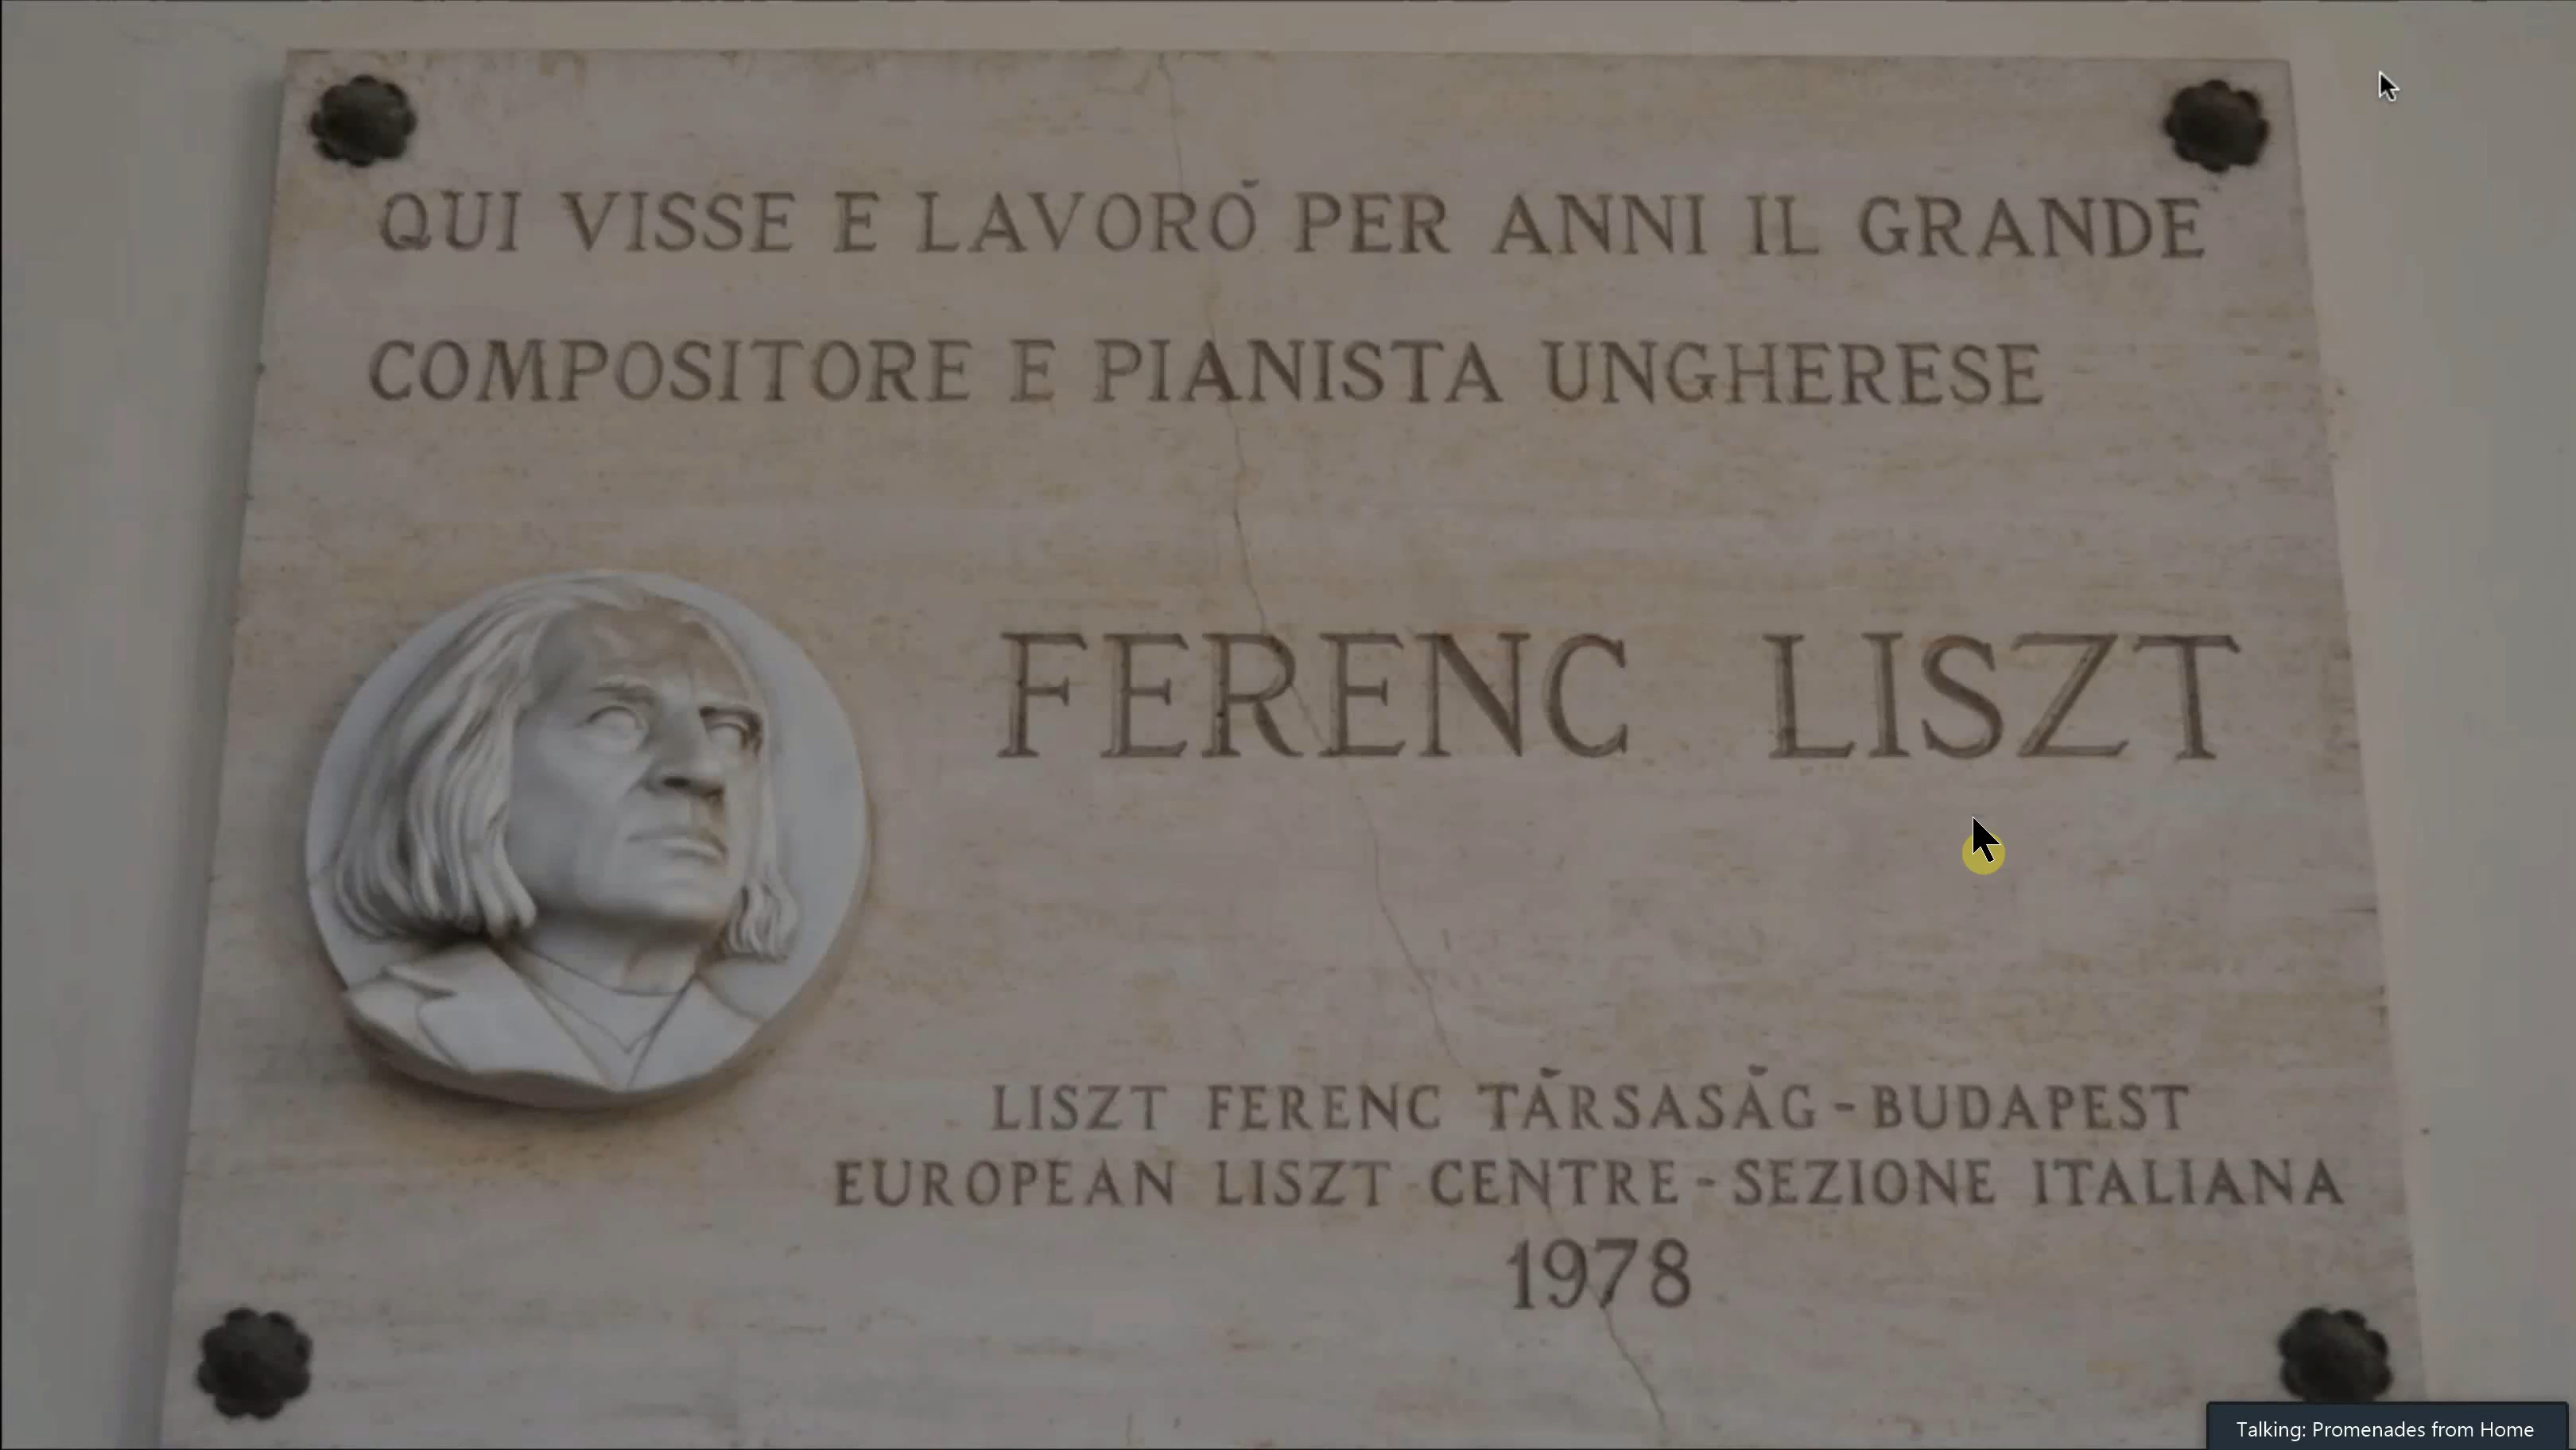 QUI VISSE E LAVORÒ PER ANNI IL GRANDE
COMPOSITORE E PIANISTA UNGHERESE
FERENC LISZT
LISZT FERENC TÁRSASÁG-BUDAPEST
EUROPEAN LISZT CENTRE-SEZIONE ITALIANA
1978
Talking: Promenades from Home